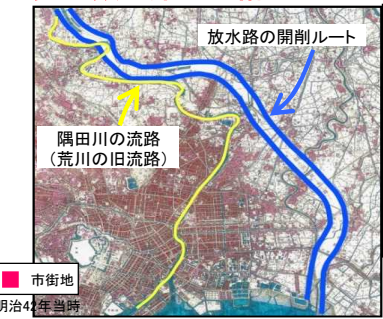 放水路の開削ルート
隅田川の流路
（荒川の旧流路）
市街地
明治42年当時